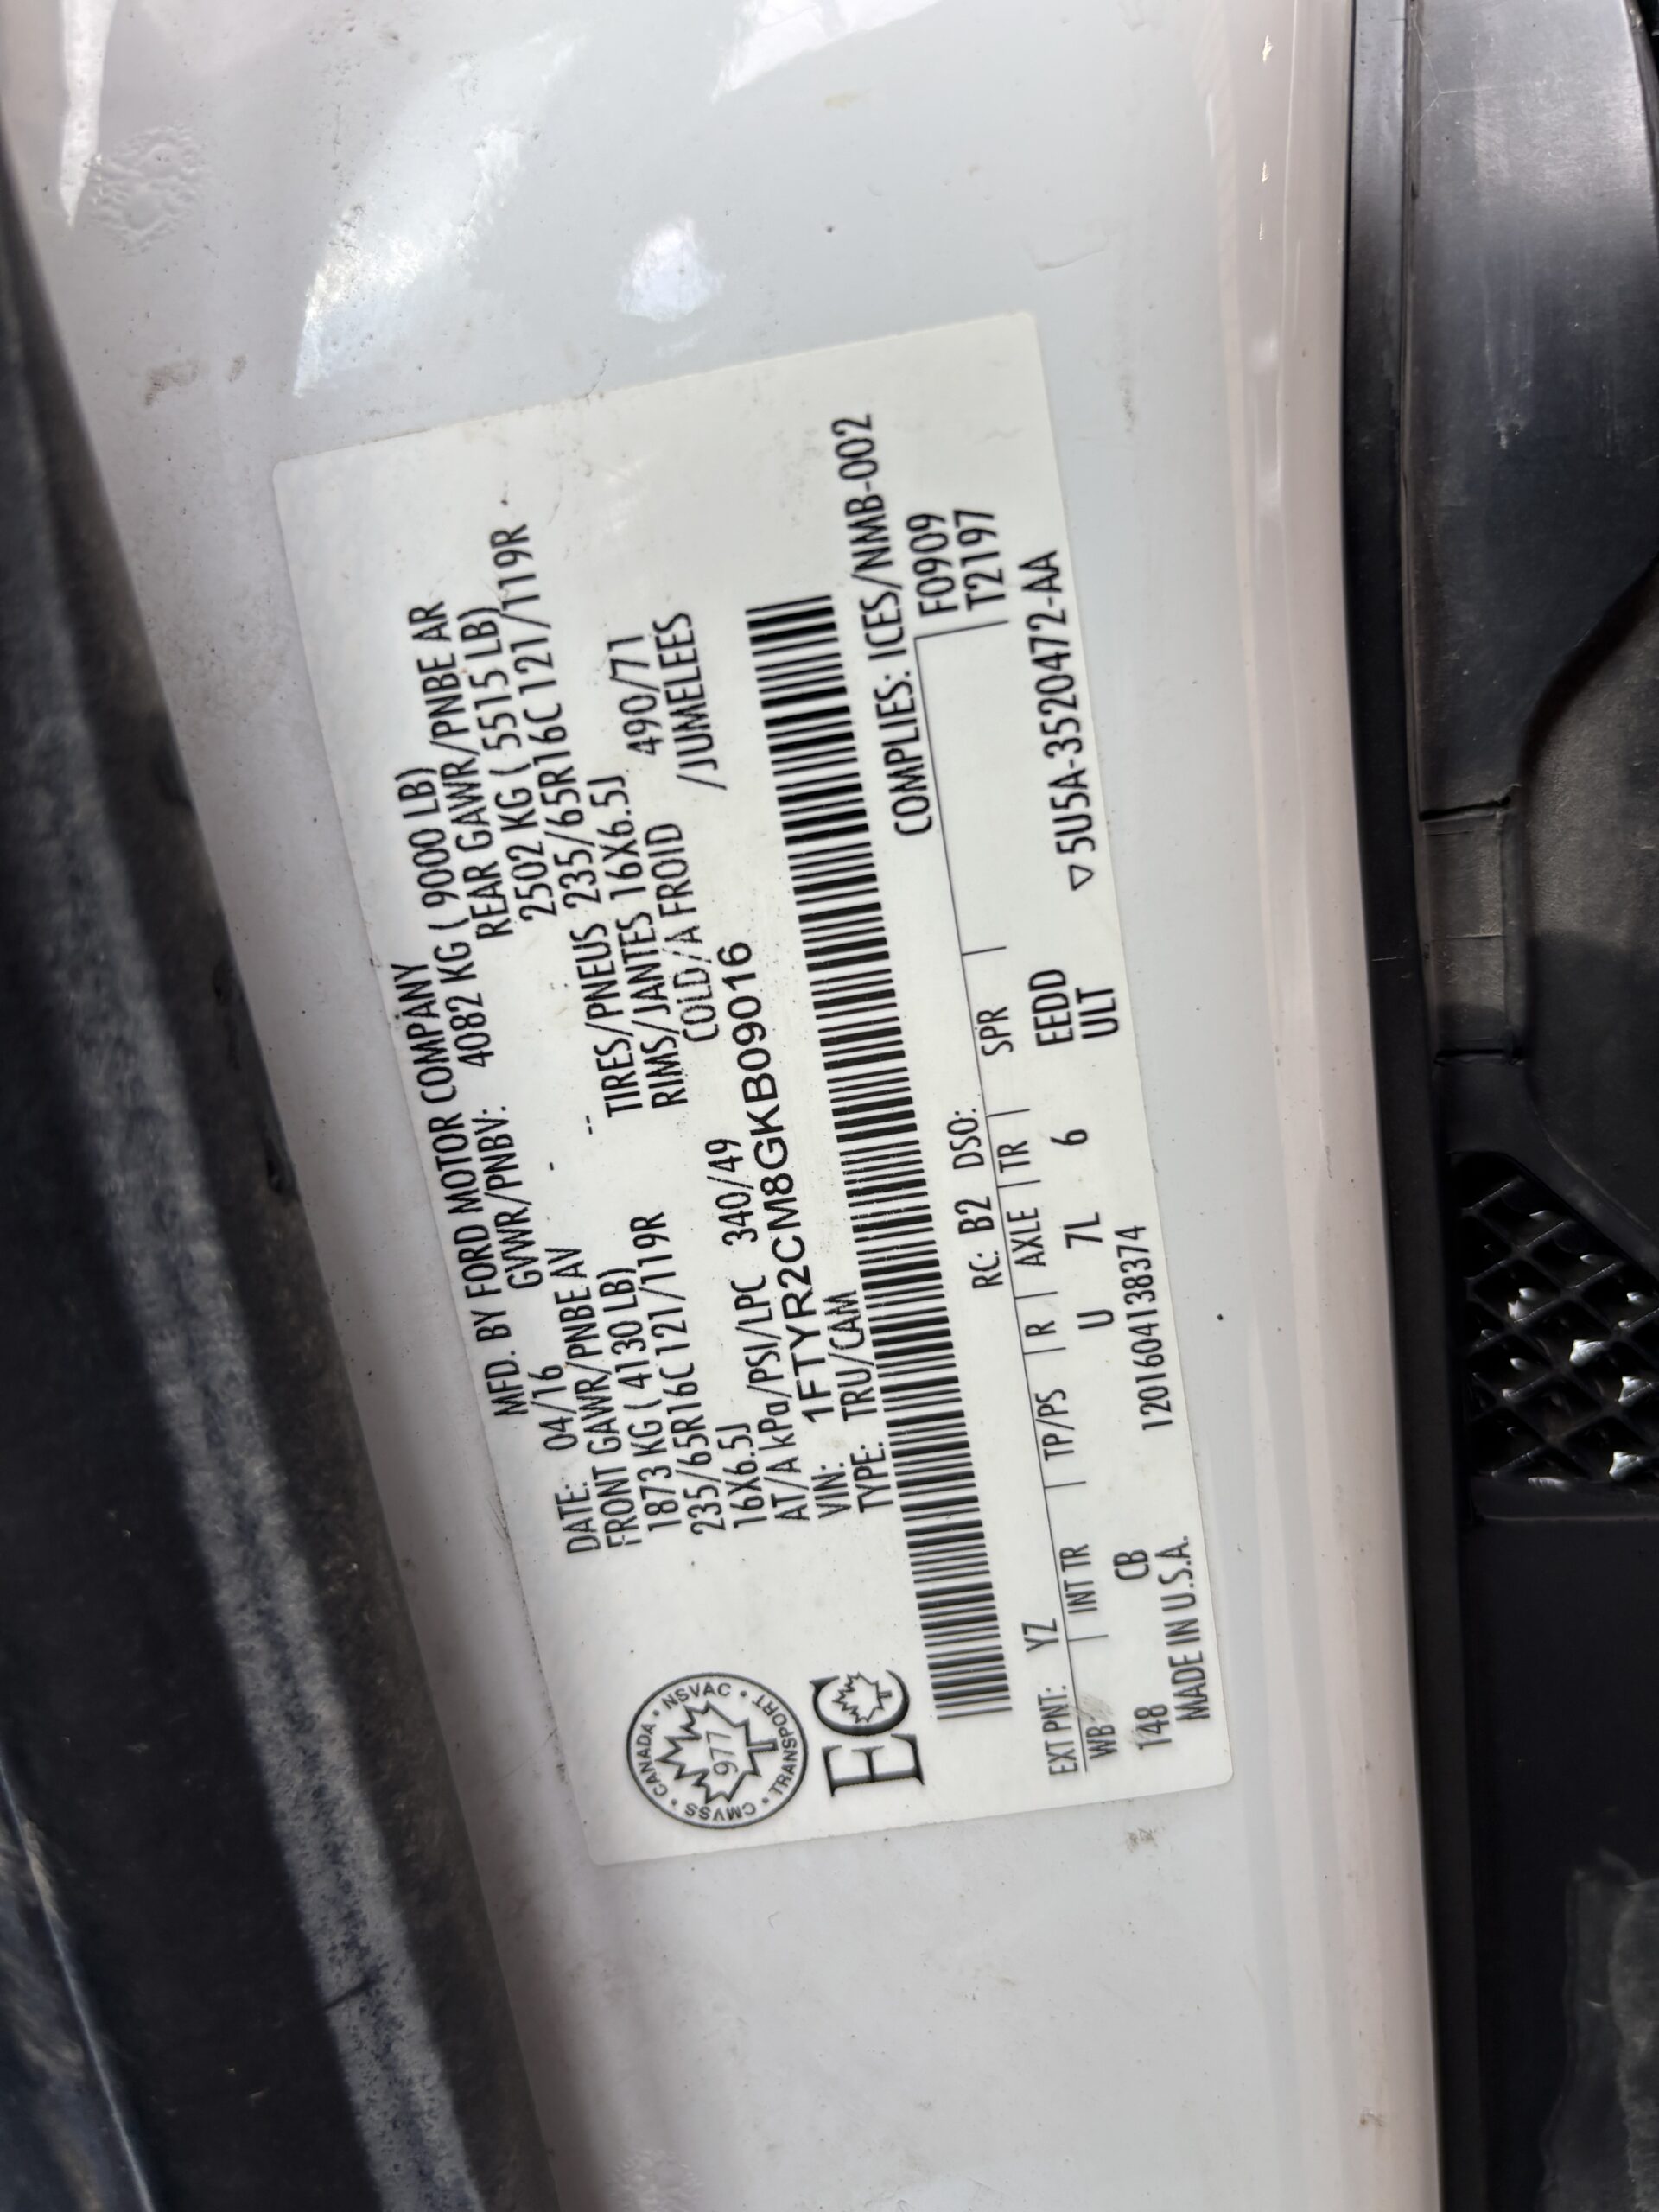 MFD. BY FORD MOTOR COMPANY
DATE: 04/16 GVWR/PNBV: 4082 KG ( 9000 LB)
FRONT GAWR/PNBE AV - REAR GAWR/PNBE AR
1873 KG ( 4130 LB) -- 2502 KG ( 5515 LB)
235/65R16C 121/119R TIRES/PNEUS 235/65R16C 121/119R
16X6.5J RIMS/JANTES 16X6.5J
AT/A kPa/PSI/LPC 340/49 COLD/A FROID 490/71
VIN: 1FTYR2CM8GKB09016 /JUMELEES
TYPE: TRU/CAM
CANADA • NSVAC • TRANSPORT • CMVSS •
977
EC
COMPLIES: ICES/NMB-002
EXT PNT: YZ RC: B2 DSO: F0909
WB INT TR TP/PS R AXLE TR SPR T2197
148 CB U 7L 6 EEDD
MADE IN U.S.A. 1201604138374 ULT ▽5U5A-3520472-AA